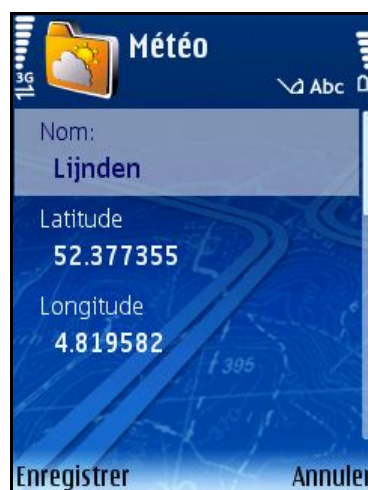 Météo
3G
Abc
Nom:
Lijnden
Latitude
52.377355
Longitude
4.819582
395
Enregistrer
Annuler